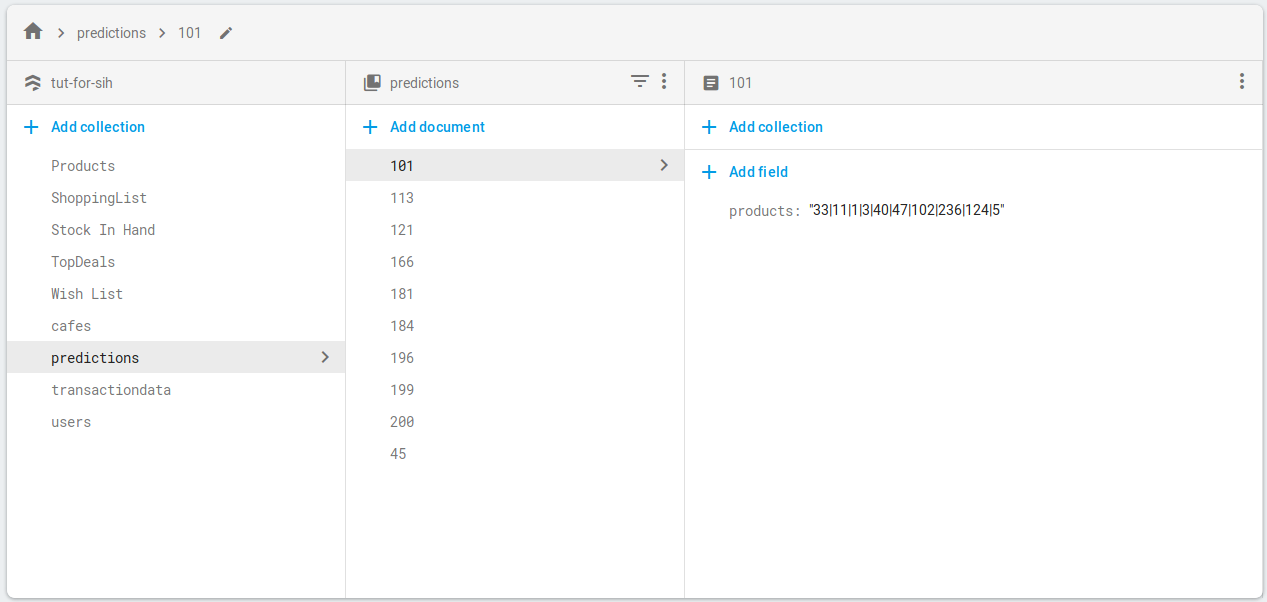 predictions 101
tut-for-sih
Add collection
Products
ShoppingList
Stock In Hand
TopDeals
Wish List
cafes
predictions
transactiondata
users
predictions
Add document
101
113
121
166
181
184
196
199
200
45
101
Add collection
Add field
products: "33|11|1|3|40|47|102|236|124|5"